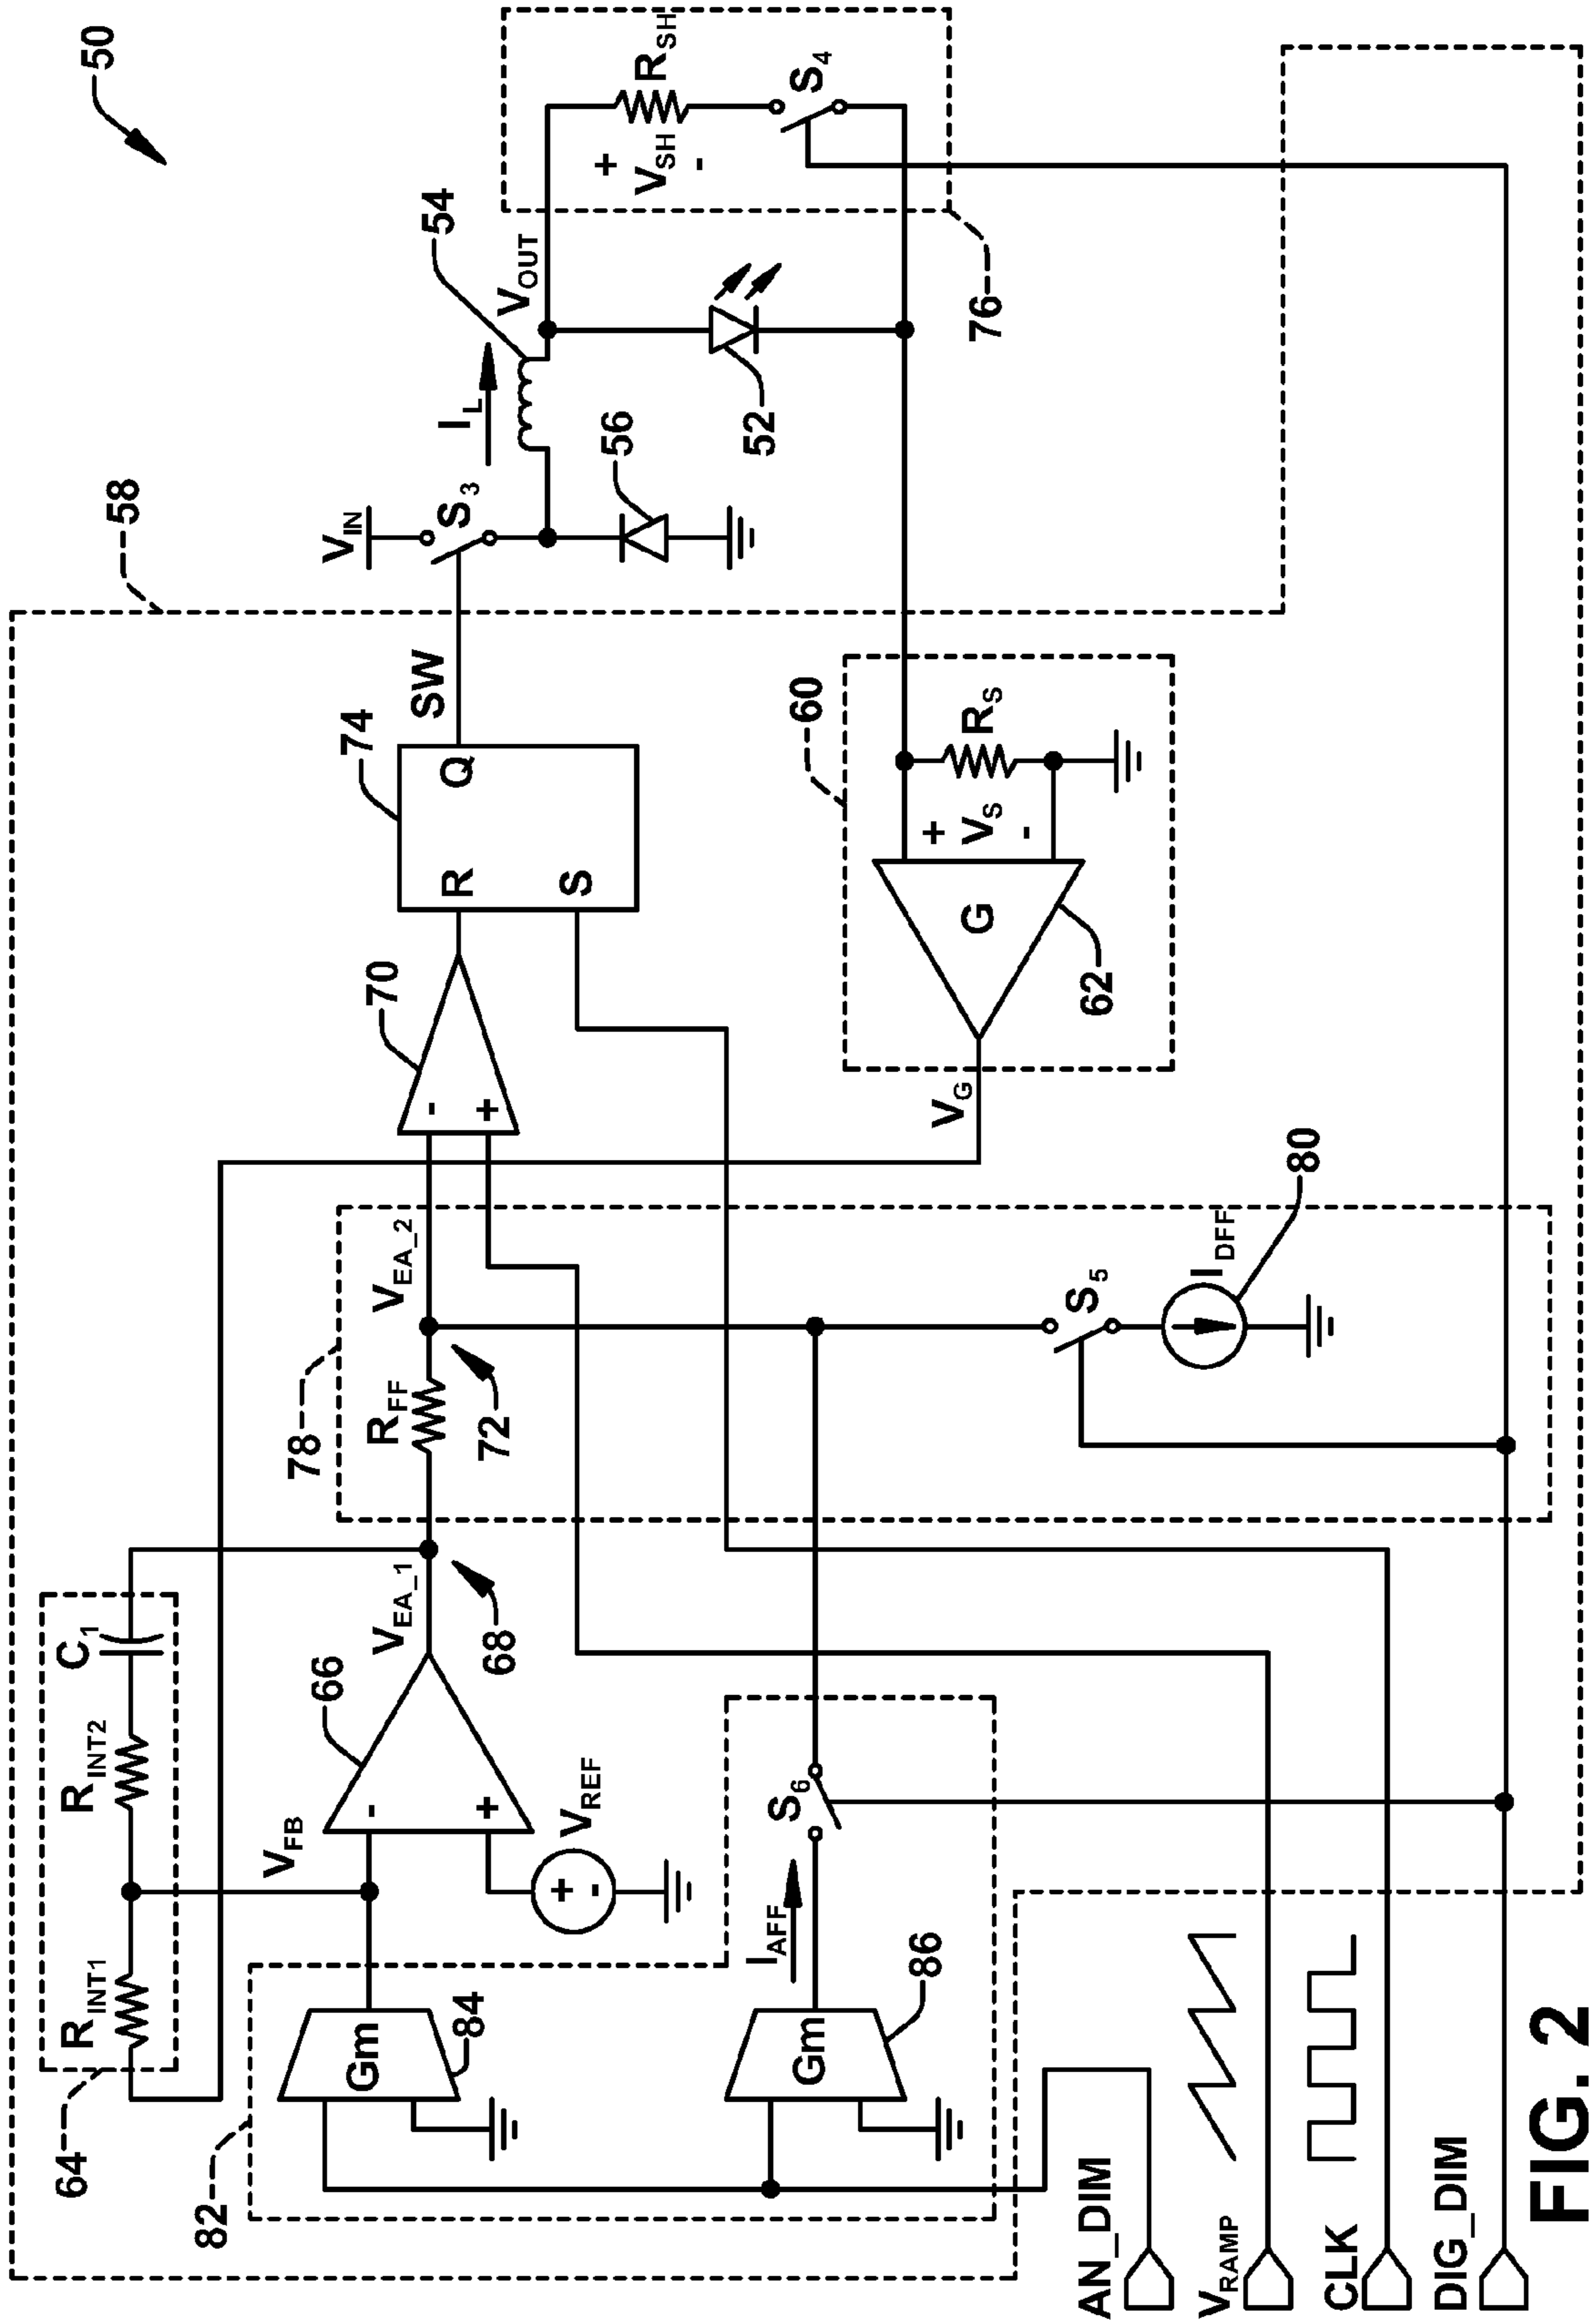 50
58
54
V_IN
S_3
I_L
V_OUT
+
V_SH
-
R_SH
S_4
56
52
76
74
SW
R
Q
S
70
-
+
60
+
V_S
-
R_S
G
62
V_G
64
R_INT1
R_INT2
C_1
66
V_FB
-
+
V_EA_1
68
V_REF
+
-
78
R_FF
72
V_EA_2
S_5
I_DFF
80
82
Gm
84
Gm
86
I_AFF
S_6
AN_DIM
V_RAMP
CLK
DIG_DIM
FIG. 2